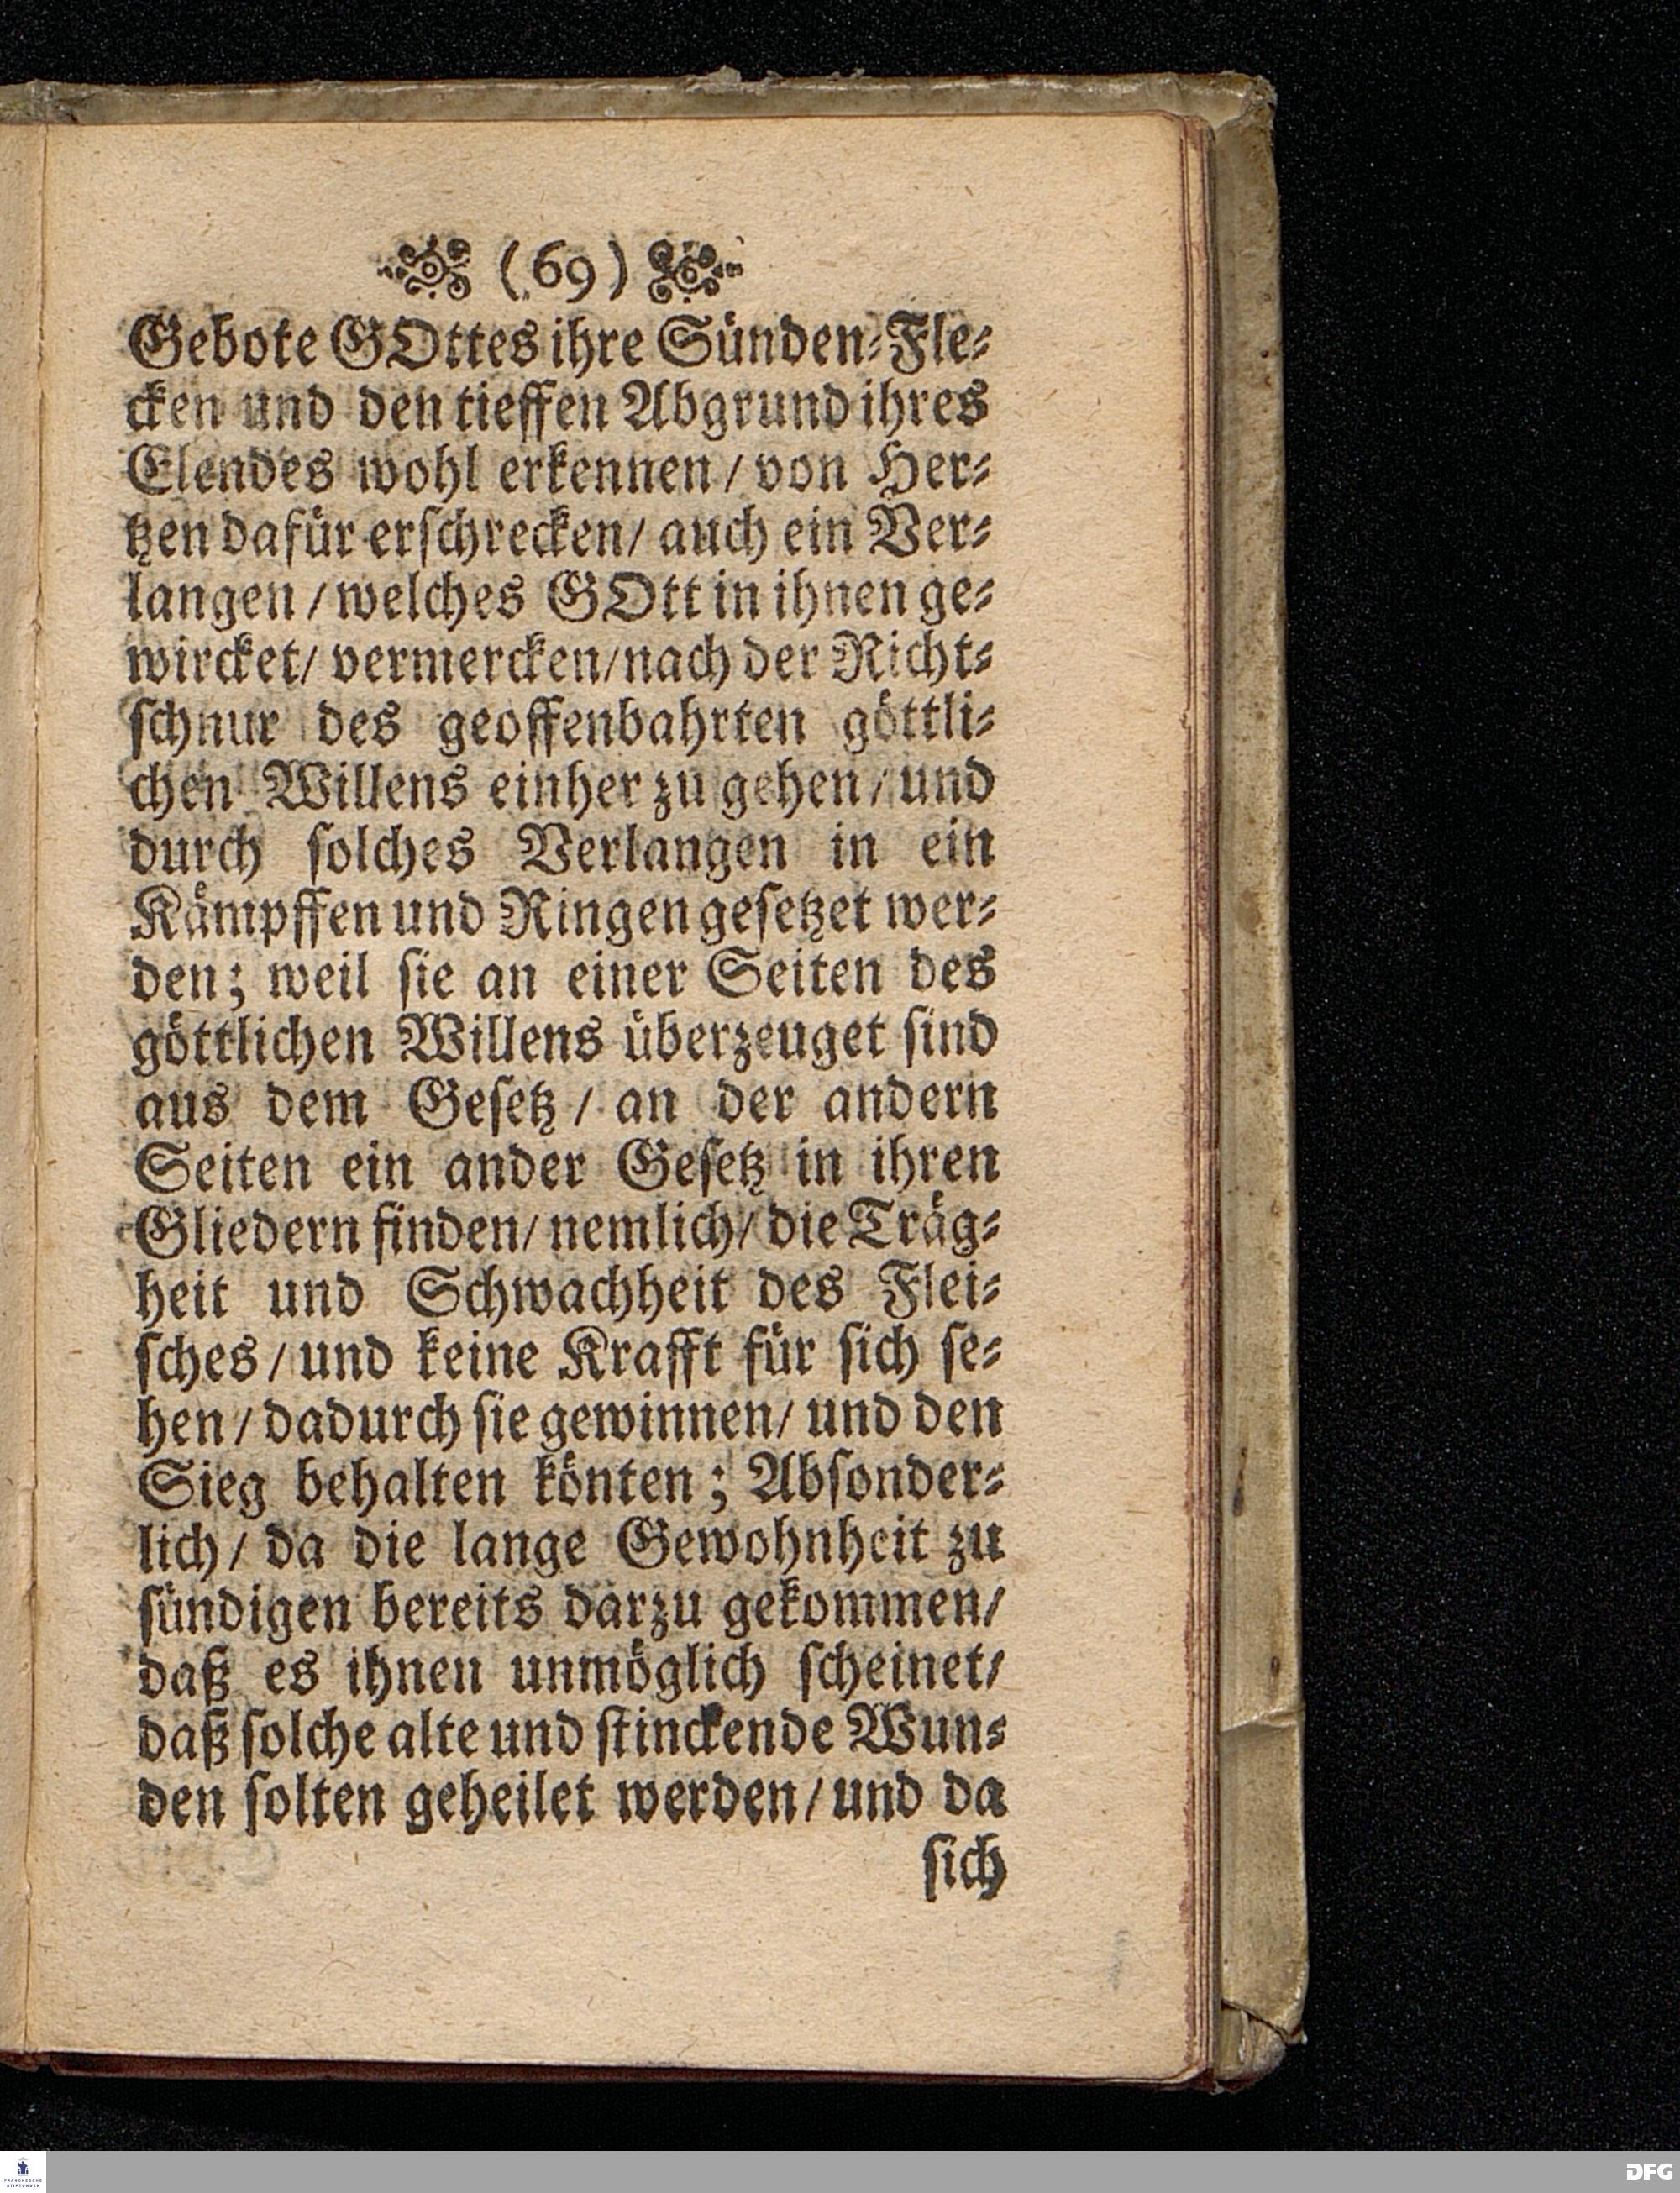 (69)
Gebote GOttes ihre Sünden-Fle-
cken und den tieffen Abgrund ihres
Elendes wohl erkennen / von Her-
tzen dafür erschrecken / auch ein Ver-
langen / welches GOtt in ihnen ge-
wircket / vermercken / nach der Richt-
schnur des geoffenbahrten göttli-
chen Willens einher zu gehen / und
durch solches Verlangen in ein
Kämpffen und Ringen gesetzet wer-
den; weil sie an einer Seiten des
göttlichen Willens überzeuget sind
aus dem Gesetz / an der andern
Seiten ein ander Gesetz in ihren
Gliedern finden / nemlich / die Träg-
heit und Schwachheit des Flei-
sches / und keine Krafft für sich se-
hen / dadurch sie gewinnen / und den
Sieg behalten könten; Absonder-
lich / da die lange Gewohnheit zu
sündigen bereits darzu gekommen /
daß es ihnen unmöglich scheinet /
daß solche alte und stinckende Wun-
den solten geheilet werden / und da
sich
FRANCKESCHE
STIFTUNGEN
DFG